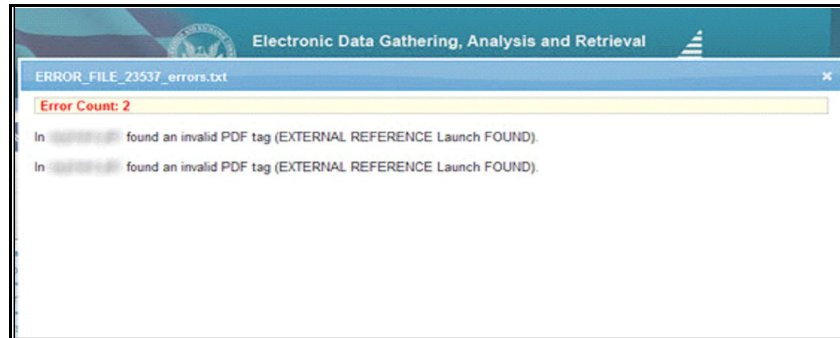 Electronic Data Gathering, Analysis and Retrieval
ERROR_FILE_23537_errors.txt
Error Count: 2
In found an invalid PDF tag (EXTERNAL REFERENCE Launch FOUND).
In found an invalid PDF tag (EXTERNAL REFERENCE Launch FOUND).